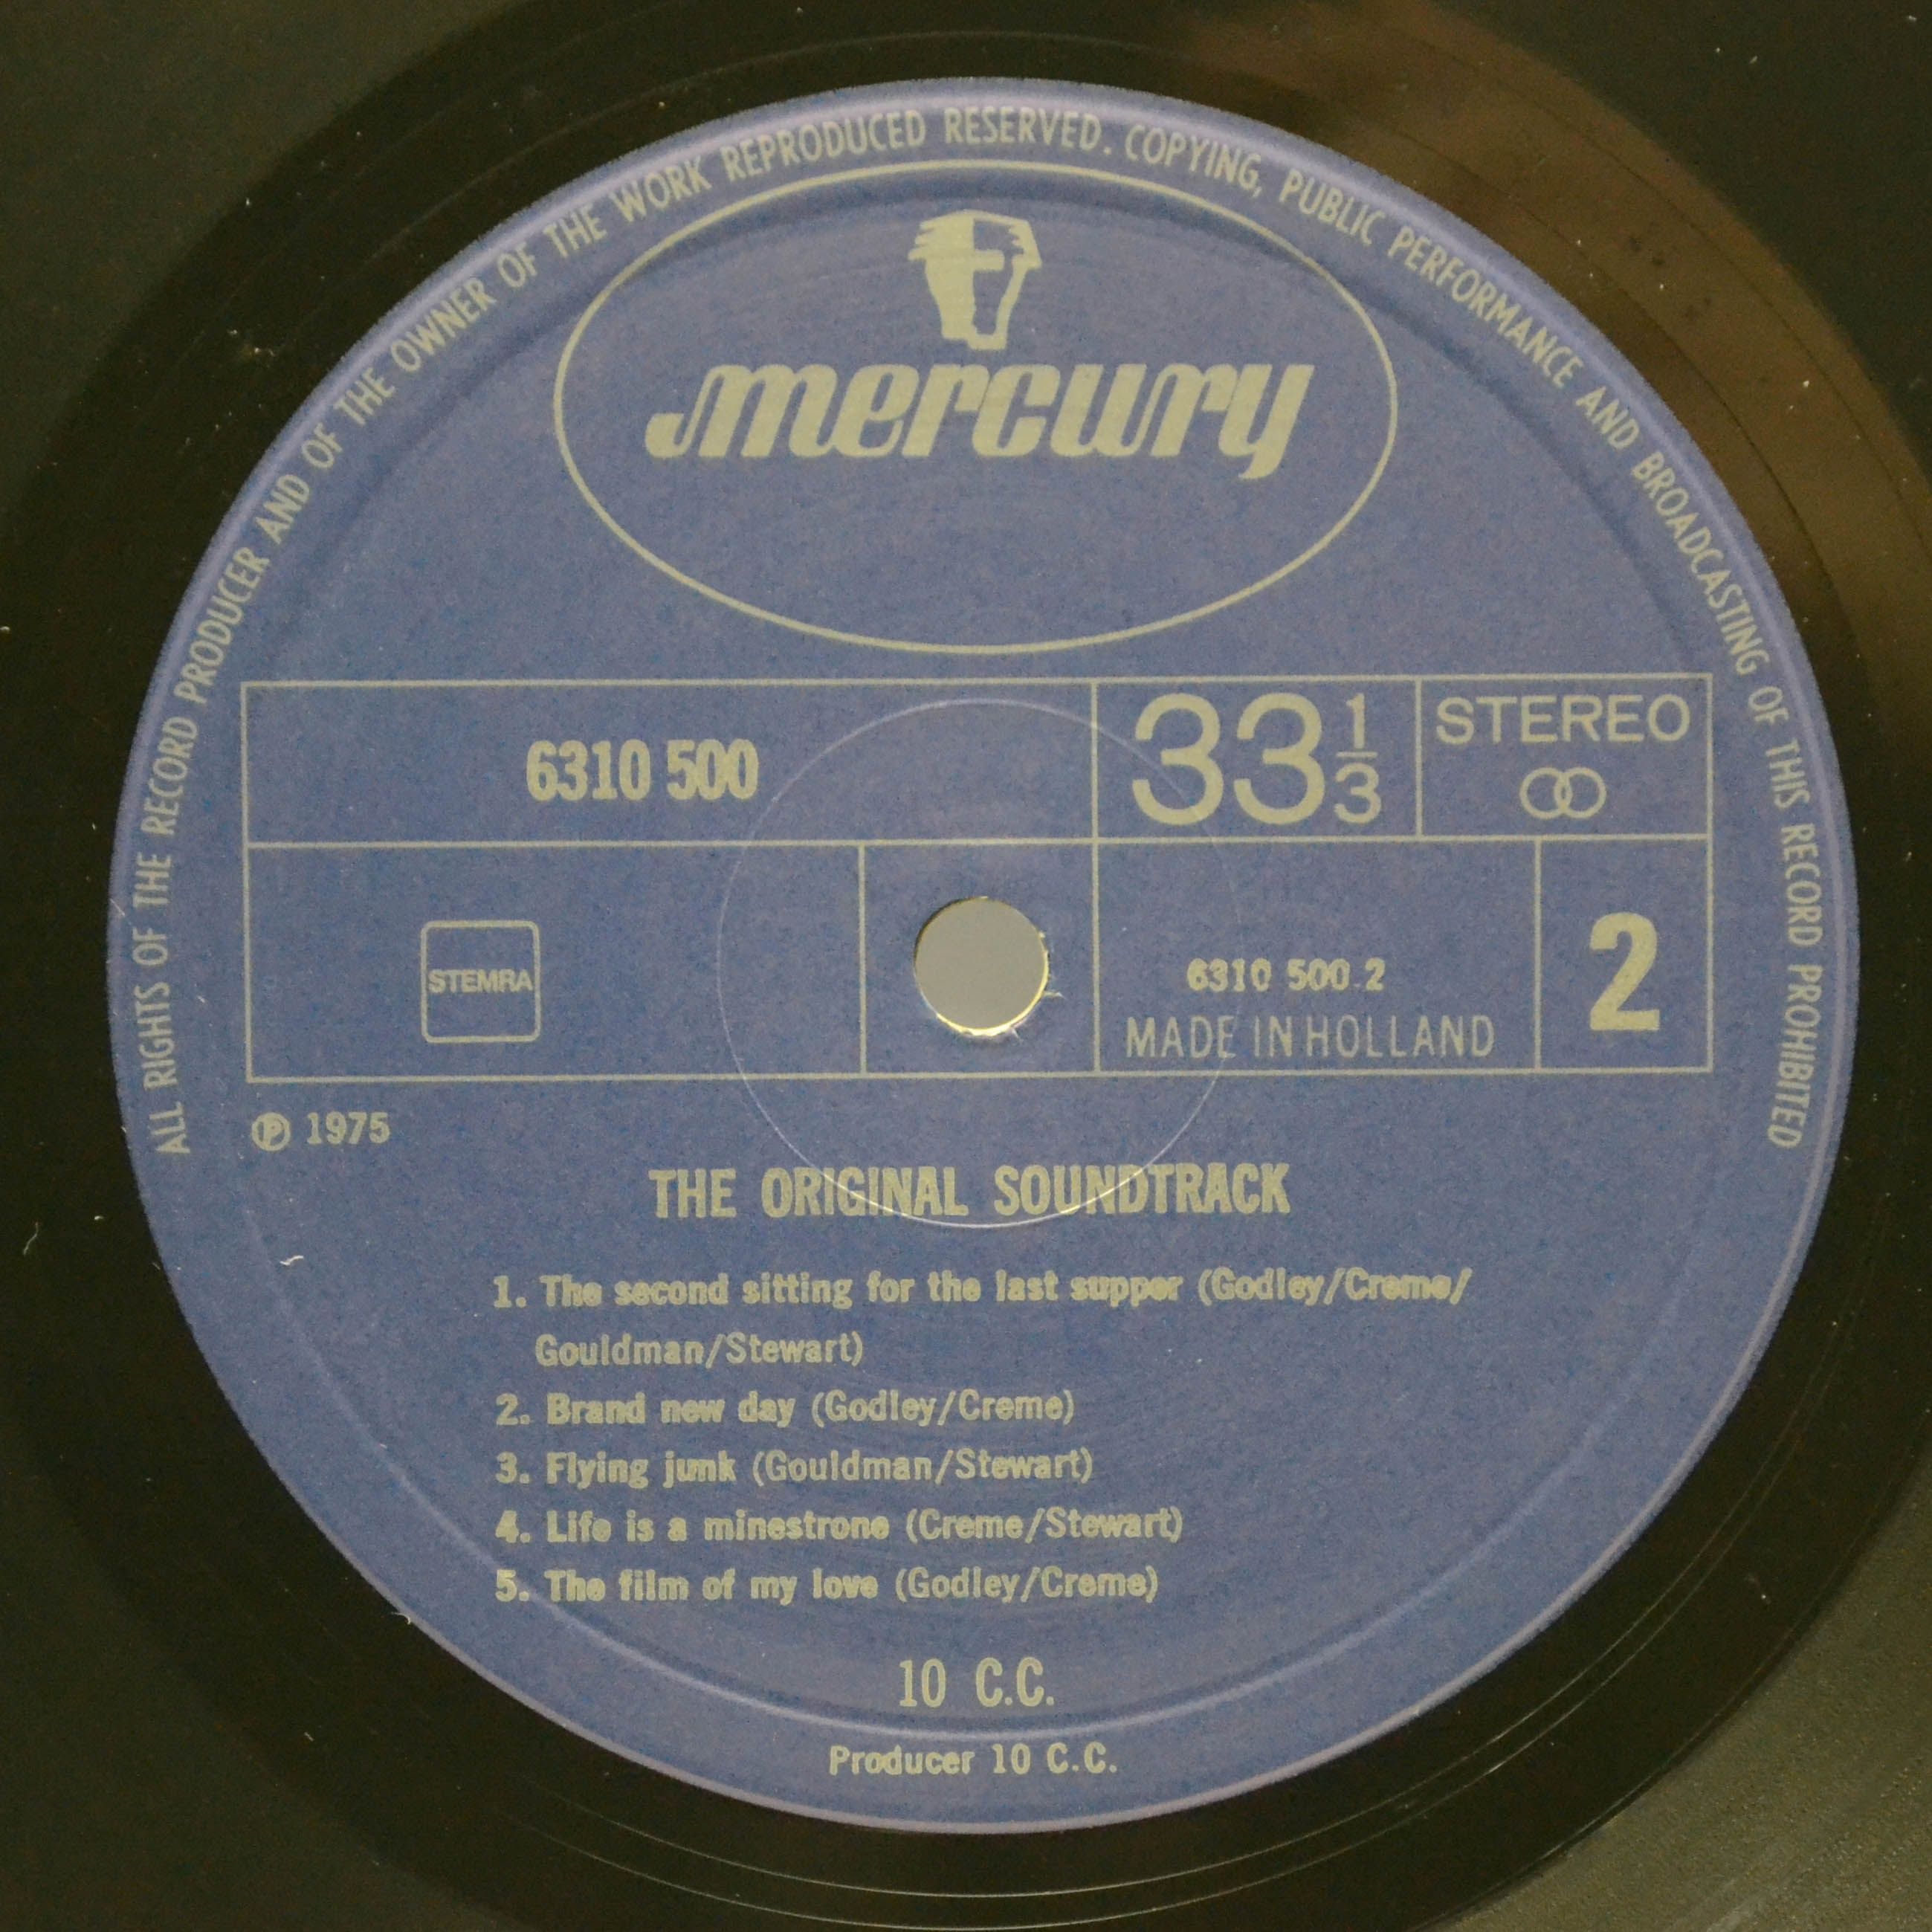 ALL RIGHTS OF THE RECORD PRODUCER AND OF THE OWNER OF THE WORK REPRODUCED RESERVED. COPYING, PUBLIC PERFORMANCE AND BROADCASTING OF THIS RECORD PROHIBITED
mercury
6310 500
33 1/3
STEREO
STEMRA
6310 500.2
MADE IN HOLLAND
2
℗ 1975
THE ORIGINAL SOUNDTRACK
1. The second sitting for the last supper (Godley/Creme/
Gouldman/Stewart)
2. Brand new day (Godley/Creme)
3. Flying junk (Gouldman/Stewart)
4. Life is a minestrone (Creme/Stewart)
5. The film of my love (Godley/Creme)
10 C.C.
Producer 10 C.C.